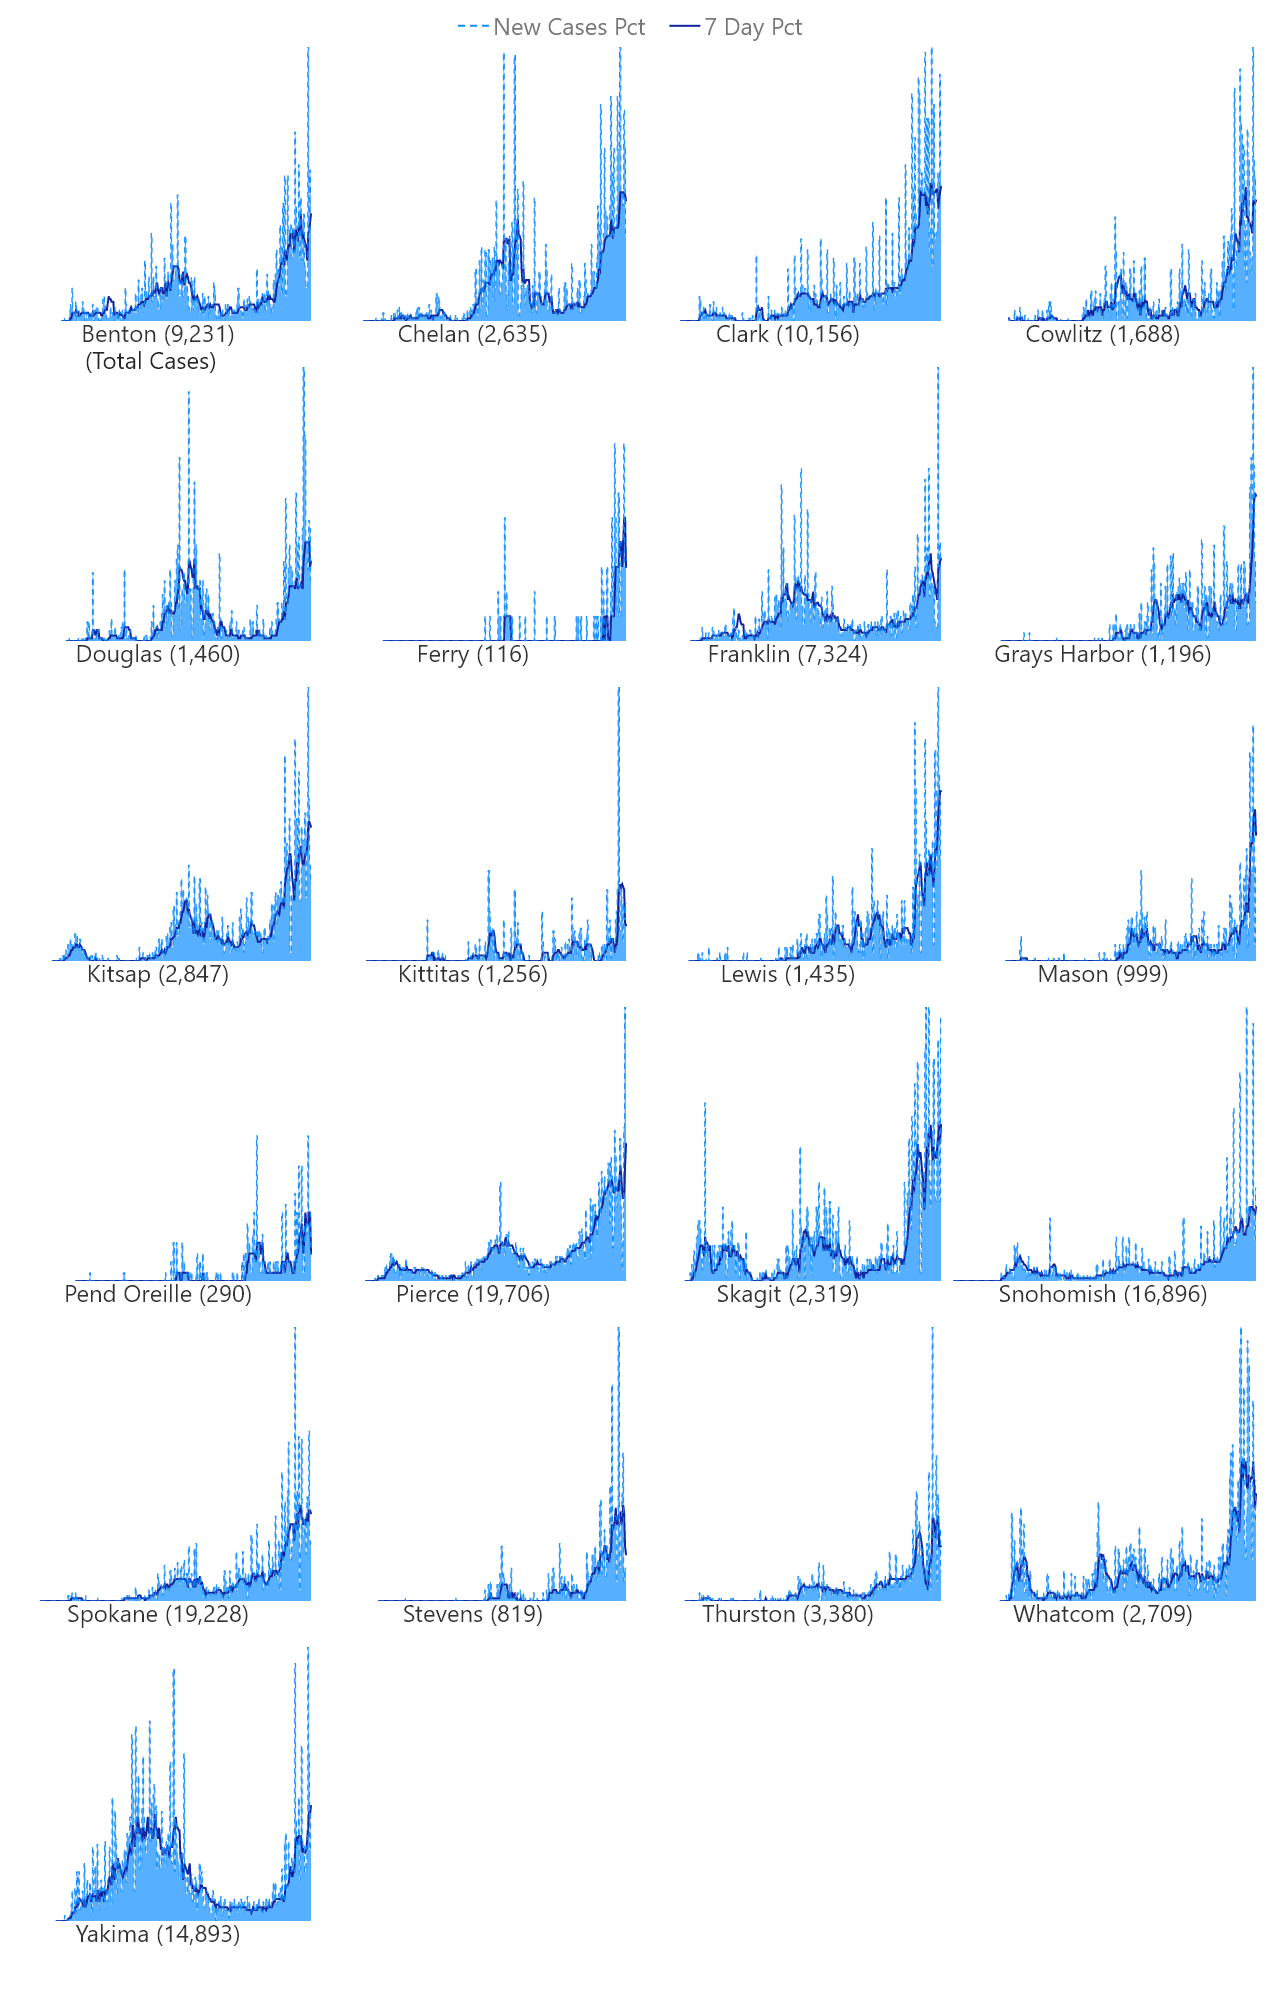 New Cases Pct 7 Day Pct
Benton (9,231) Chelan (2,635) Clark (10,156) Cowlitz (1,688)
(Total Cases)
Douglas (1,460) Ferry (116) Franklin (7,324) Grays Harbor (1,196)
Kitsap (2,847) Kittitas (1,256) Lewis (1,435) Mason (999)
Pend Oreille (290) Pierce (19,706) Skagit (2,319) Snohomish (16,896)
Spokane (19,228) Stevens (819) Thurston (3,380) Whatcom (2,709)
Yakima (14,893)